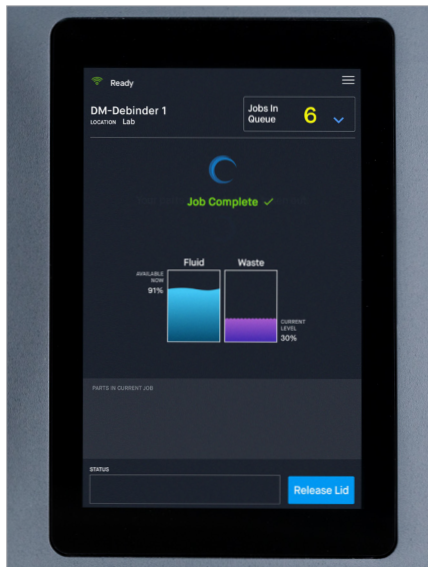 Ready
DM-Debinder 1
LOCATION Lab
Jobs In
Queue
6
Job Complete
Fluid
Waste
AVAILABLE
NOW
91%
CURRENT
LEVEL
30%
PARTS IN CURRENT JOB
STATUS
Release Lid